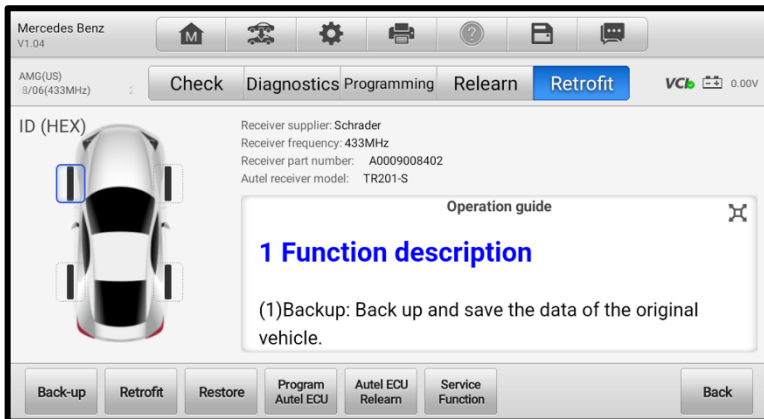 Mercedes Benz
V1.04
AMG(US)
8/06(433MHz)
Check Diagnostics Programming Relearn Retrofit
VCI 0.00V
ID (HEX)
Receiver supplier: Schrader
Receiver frequency: 433MHz
Receiver part number: A0009008402
Autel receiver model: TR201-S
Operation guide
1 Function description
(1)Backup: Back up and save the data of the original
vehicle.
Back-up Retrofit Restore Program Autel ECU Autel ECU Relearn Service Function Back